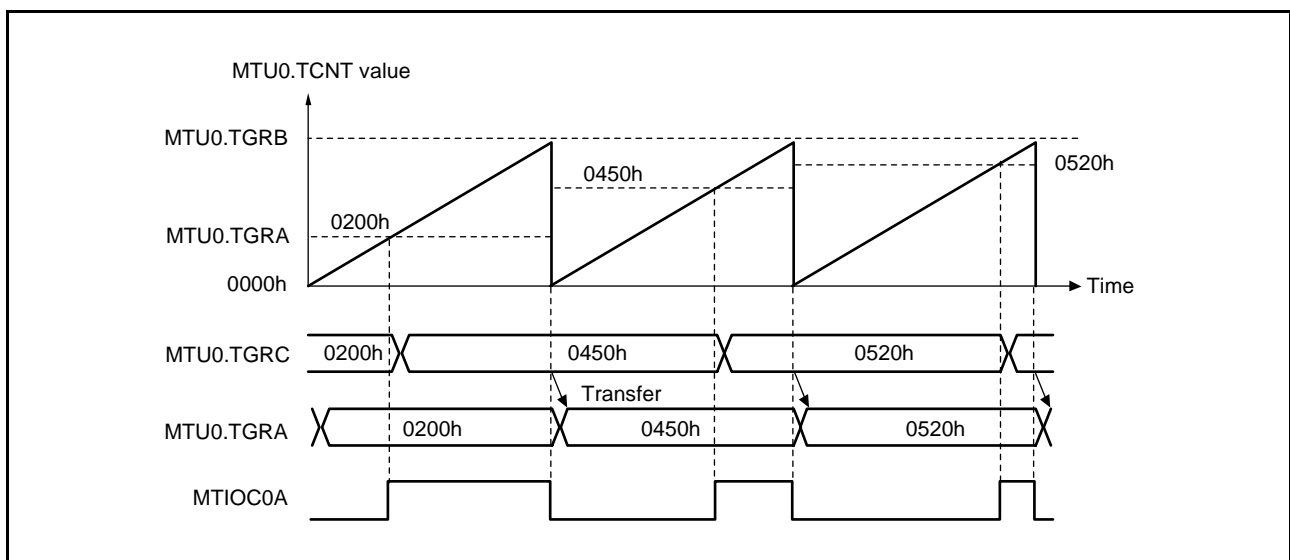 MTU0.TCNT value
MTU0.TGRB
0520h
0450h
0200h
MTU0.TGRA
0000h
Time
MTU0.TGRC 0200h 0450h 0520h
Transfer
MTU0.TGRA 0200h 0450h 0520h
MTIOC0A